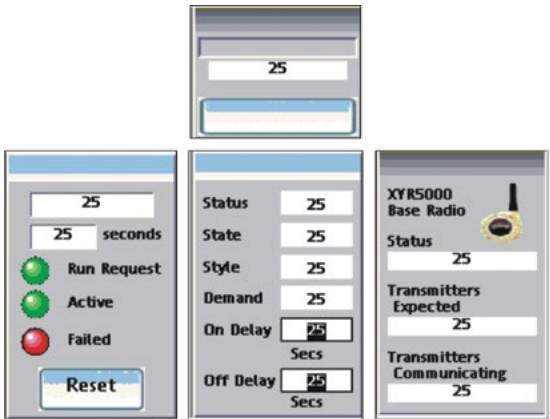 25
25
25 seconds
Run Request
Active
Failed
Reset
Status 25
State 25
Style 25
Demand 25
On Delay 25
Secs
Off Delay 25
Secs
XYR5000
Base Radio
Status
25
Transmitters
Expected
25
Transmitters
Communicating
25